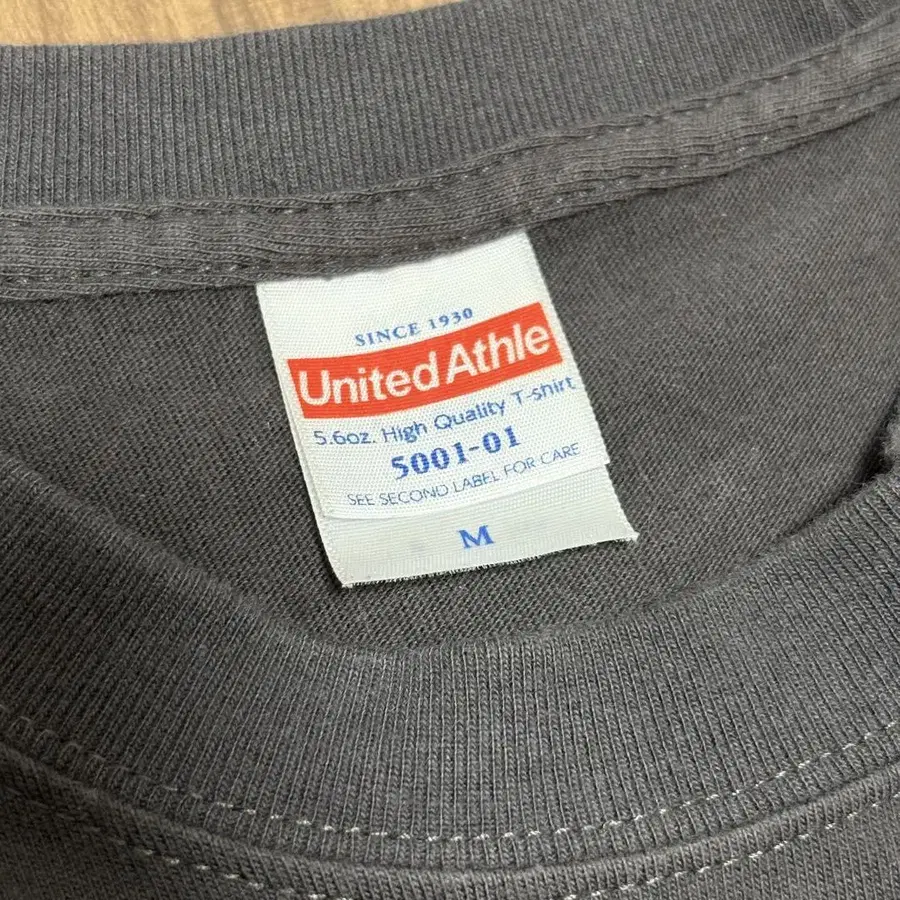 SINCE 1930
United Athle
5.6oz. High Quality T-shirt
5001-01
SEE SECOND LABEL FOR CARE
M